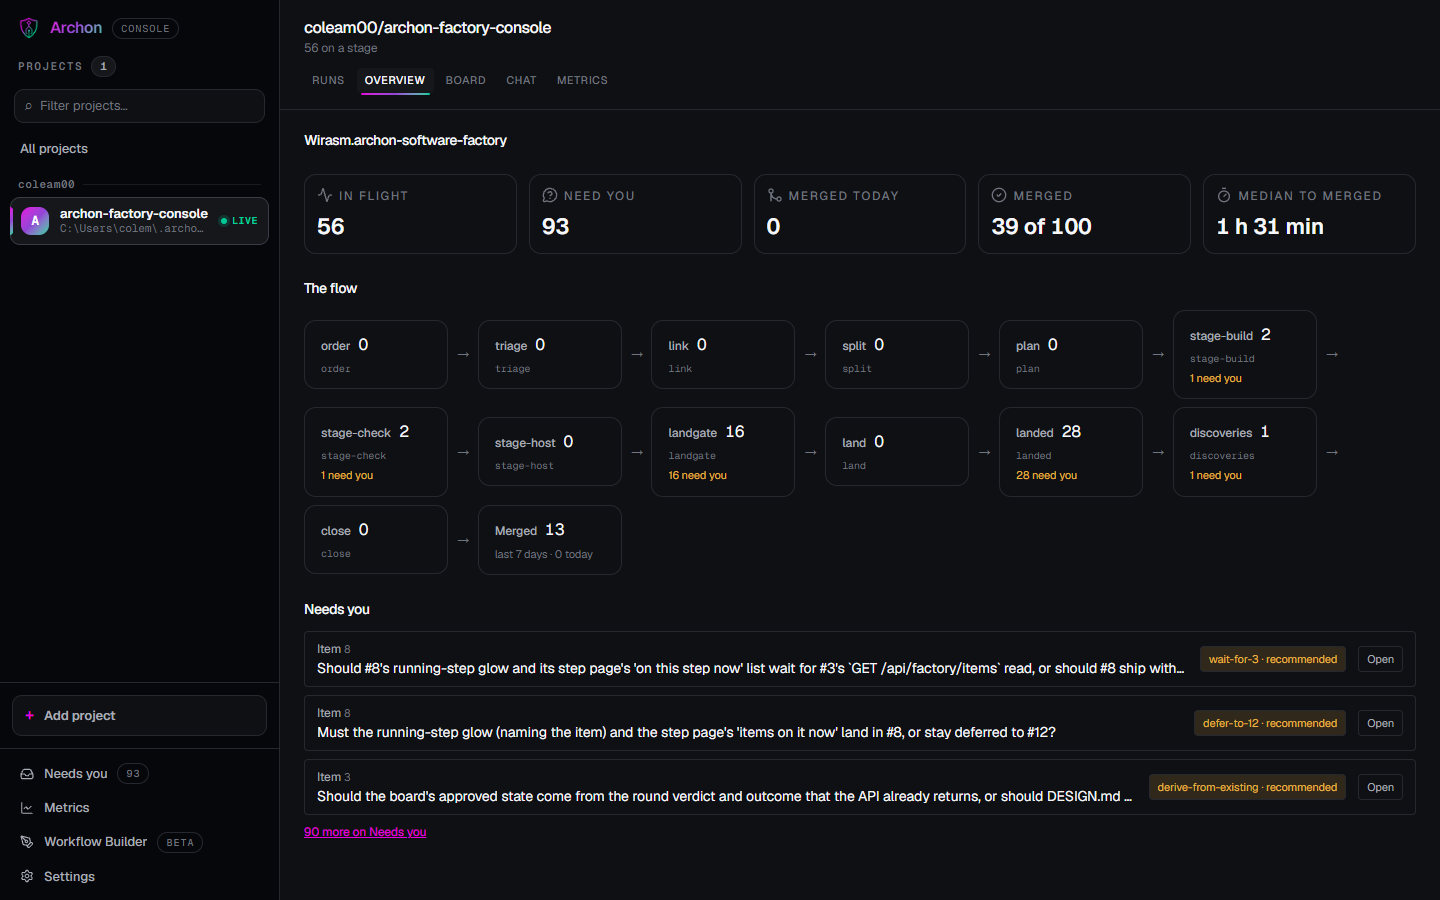 Archon CONSOLE
PROJECTS 1
Filter projects...
All projects
coleam00
A archon-factory-console LIVE
C:\Users\colem\.archo…
Add project
Needs you 93
Metrics
Workflow Builder BETA
Settings
coleam00/archon-factory-console
56 on a stage
RUNS OVERVIEW BOARD CHAT METRICS
Wirasm.archon-software-factory
IN FLIGHT NEED YOU MERGED TODAY MERGED MEDIAN TO MERGED
56 93 0 39 of 100 1 h 31 min
The flow
order 0 → triage 0 → link 0 → split 0 → plan 0 → stage-build 2 →
order triage link split plan stage-build
1 need you
stage-check 2 → stage-host 0 → landgate 16 → land 0 → landed 28 → discoveries 1 →
stage-check stage-host landgate land landed discoveries
1 need you 16 need you 28 need you 1 need you
close 0 → Merged 13
close last 7 days · 0 today
Needs you
Item 8
Should #8's running-step glow and its step page's 'on this step now' list wait for #3's `GET /api/factory/items` read, or should #8 ship with… wait-for-3 · recommended Open
Item 8
Must the running-step glow (naming the item) and the step page's 'items on it now' land in #8, or stay deferred to #12? defer-to-12 · recommended Open
Item 3
Should the board's approved state come from the round verdict and outcome that the API already returns, or should DESIGN.md … derive-from-existing · recommended Open
90 more on Needs you